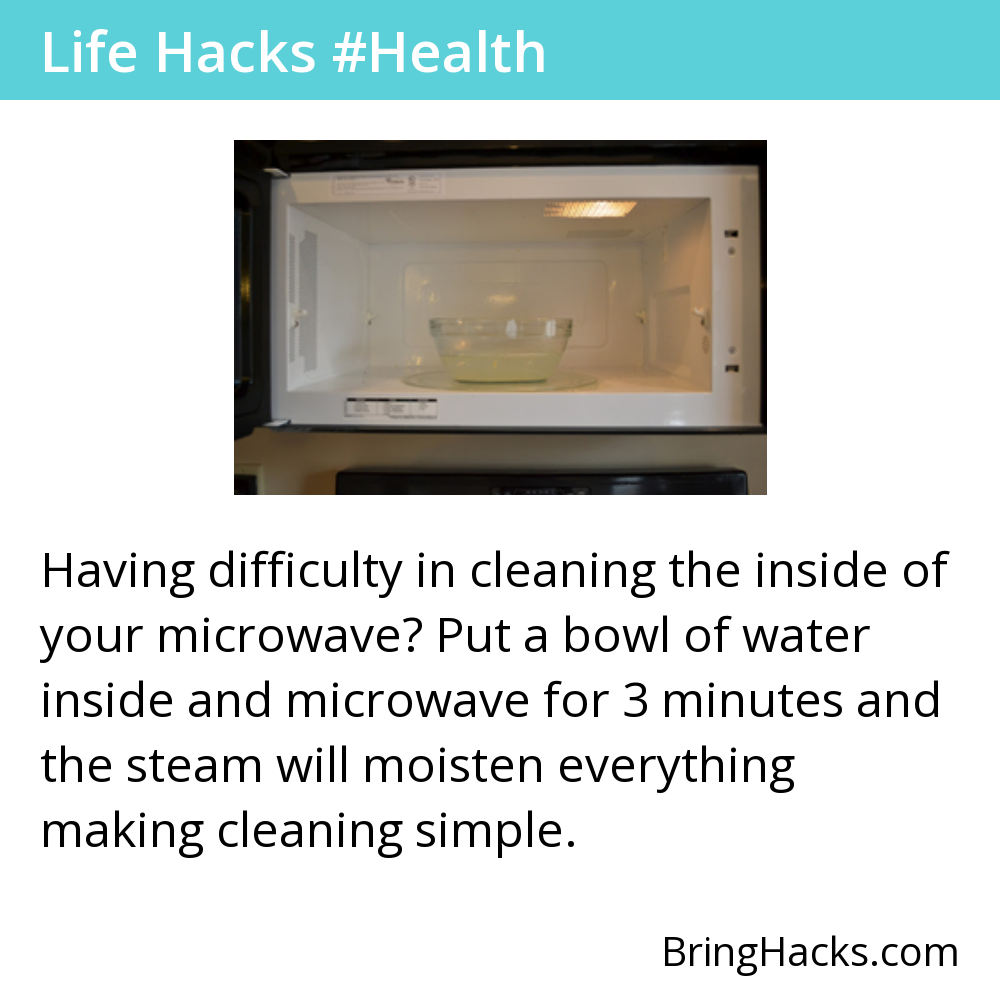 Life Hacks #Health
Having difficulty in cleaning the inside of
your microwave? Put a bowl of water
inside and microwave for 3 minutes and
the steam will moisten everything
making cleaning simple.
BringHacks.com